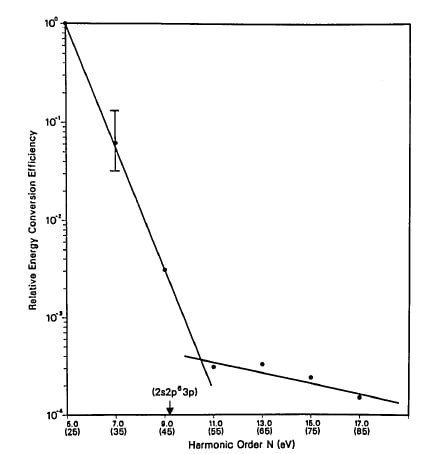 Relative Energy Conversion Efficiency
10⁰
10⁻¹
10⁻²
10⁻³
10⁻⁴
(2s2p⁶3p)
5.0 7.0 9.0 11.0 13.0 15.0 17.0
(25) (35) (45) (55) (65) (75) (85)
Harmonic Order N (eV)